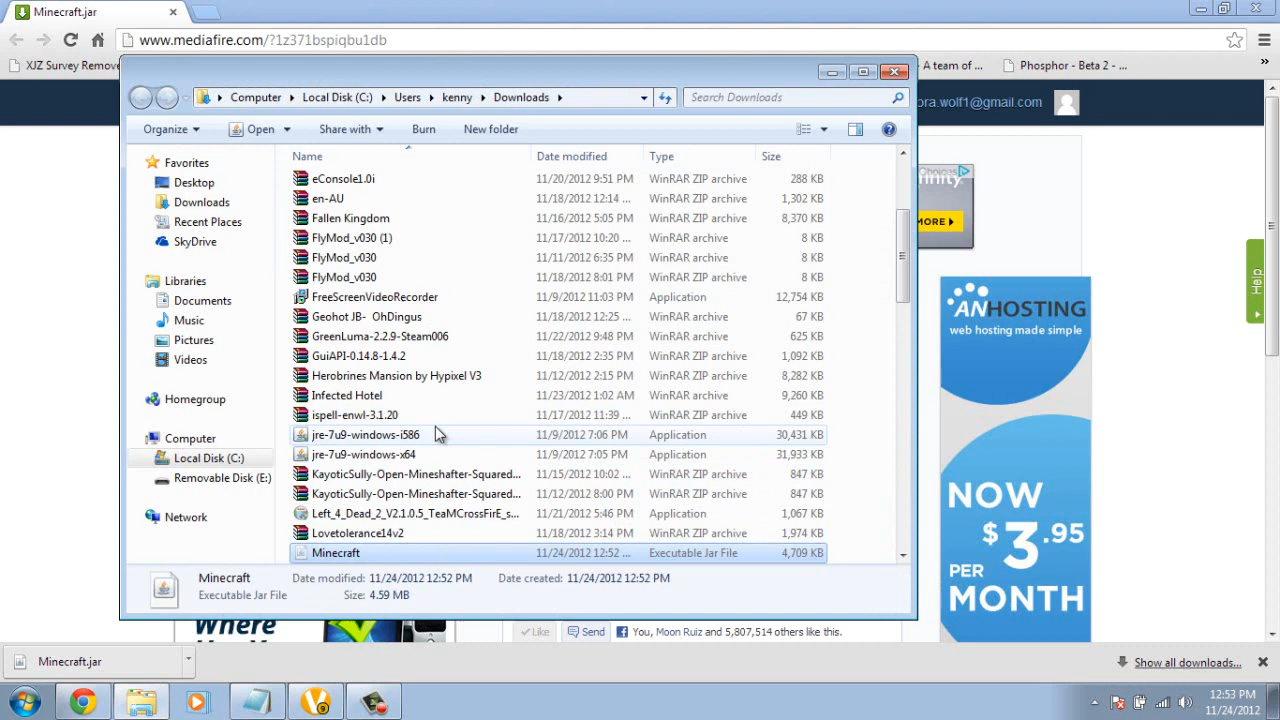 Minecraft.jar
www.mediafire.com/?1z371bspiqbu1db
XJZ Survey Remove
- A team of ...
Phosphor - Beta 2 - ...
Computer
Local Disk (C:)
Users
kenny
Downloads
Search Downloads
ora.wolf1@gmail.com
Organize
Open
Share with
Burn
New folder
Name
Date modified
Type
Size
Favorites
Desktop
Downloads
Recent Places
SkyDrive
Libraries
Documents
Music
Pictures
Videos
Homegroup
Computer
Local Disk (C:)
Removable Disk (E:)
Network
eConsole1.0i 11/20/2012 9:51 PM WinRAR ZIP archive 288 KB
en-AU 11/18/2012 12:14 ... WinRAR ZIP archive 1,302 KB
Fallen Kingdom 11/16/2012 5:05 PM WinRAR ZIP archive 8,370 KB
FlyMod_v030 (1) 11/17/2012 10:20 ... WinRAR archive 8 KB
FlyMod_v030 11/11/2012 6:35 PM WinRAR archive 8 KB
FlyMod_v030 11/18/2012 8:01 PM WinRAR ZIP archive 8 KB
FreeScreenVideoRecorder 11/9/2012 11:03 PM Application 12,754 KB
Geohot JB- OhDingus 11/18/2012 12:25 ... WinRAR archive 67 KB
GreenLuma-2.2.9-Steam006 11/22/2012 9:48 PM WinRAR archive 625 KB
GuiAPI-0.14.8-1.4.2 11/18/2012 2:35 PM WinRAR ZIP archive 1,092 KB
Herobrines Mansion by Hypixel V3 11/12/2012 2:15 PM WinRAR ZIP archive 8,282 KB
Infected Hotel 11/23/2012 1:02 AM WinRAR ZIP archive 9,260 KB
ispell-enwl-3.1.20 11/17/2012 11:39 ... WinRAR ZIP archive 449 KB
jre-7u9-windows-i586 11/9/2012 7:06 PM Application 30,431 KB
jre-7u9-windows-x64 11/9/2012 7:05 PM Application 31,933 KB
KayoticSully-Open-Mineshafter-Squared... 11/15/2012 10:02 ... WinRAR ZIP archive 847 KB
KayoticSully-Open-Mineshafter-Squared... 11/12/2012 8:00 PM WinRAR ZIP archive 847 KB
Left_4_Dead_2_V2.1.0.5_TeaMCrossFirE_s... 11/21/2012 5:46 PM Application 1,067 KB
Lovetolerance14v2 11/18/2012 3:14 PM WinRAR ZIP archive 1,974 KB
Minecraft 11/24/2012 12:52 ... Executable Jar File 4,709 KB
Minecraft
Date modified: 11/24/2012 12:52 PM
Date created: 11/24/2012 12:52 PM
Executable Jar File
Size: 4.59 MB
Choices
finity.
MORE
Help
ANHOSTING
web hosting made simple
NOW
$3.95
PER
MONTH
Where
Like
Send
You, Moon Ruiz and 5,807,514 others like this.
Minecraft.jar
Show all downloads...
12:53 PM
11/24/2012